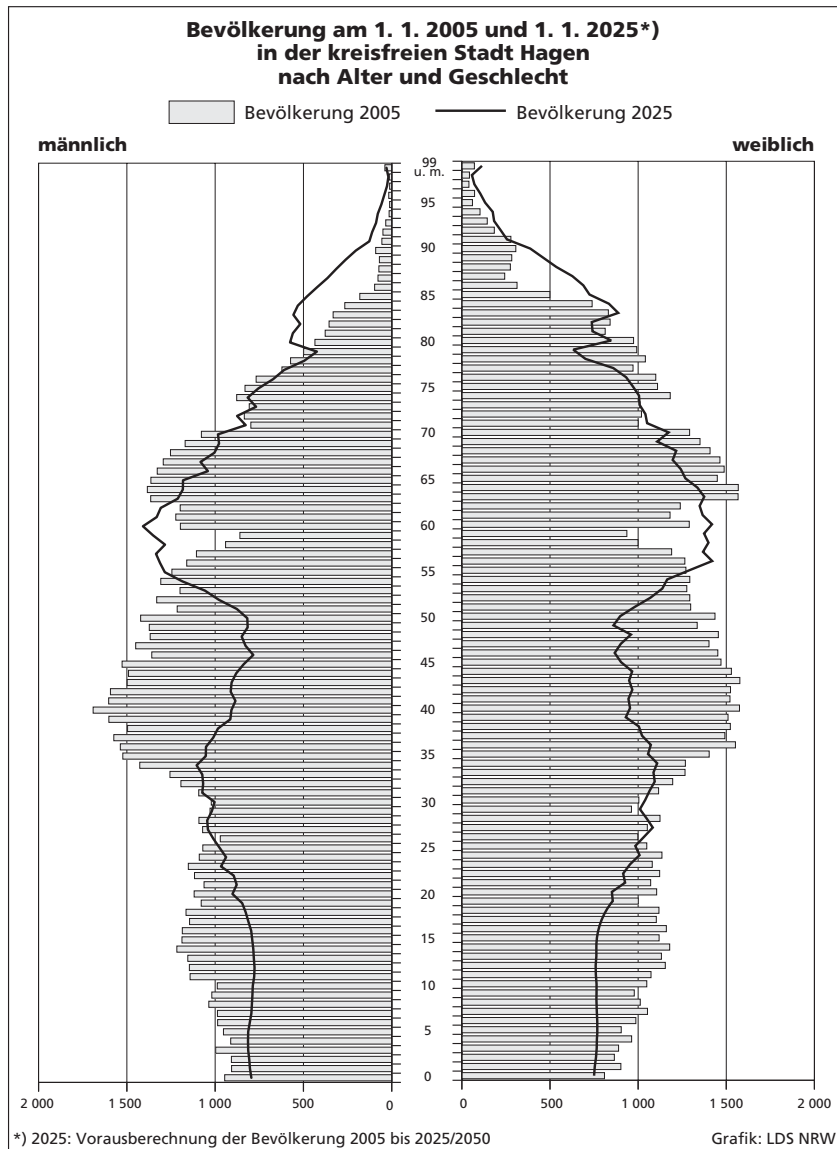 Bevölkerung am 1. 1. 2005 und 1. 1. 2025*)
in der kreisfreien Stadt Hagen
nach Alter und Geschlecht
Bevölkerung 2005 Bevölkerung 2025
männlich weiblich
99
u. m.
95
90
85
80
75
70
65
60
55
50
45
40
35
30
25
20
15
10
5
0
2 000 1 500 1 000 500 0 0 500 1 000 1 500 2 000
*) 2025: Vorausberechnung der Bevölkerung 2005 bis 2025/2050 Grafik: LDS NRW